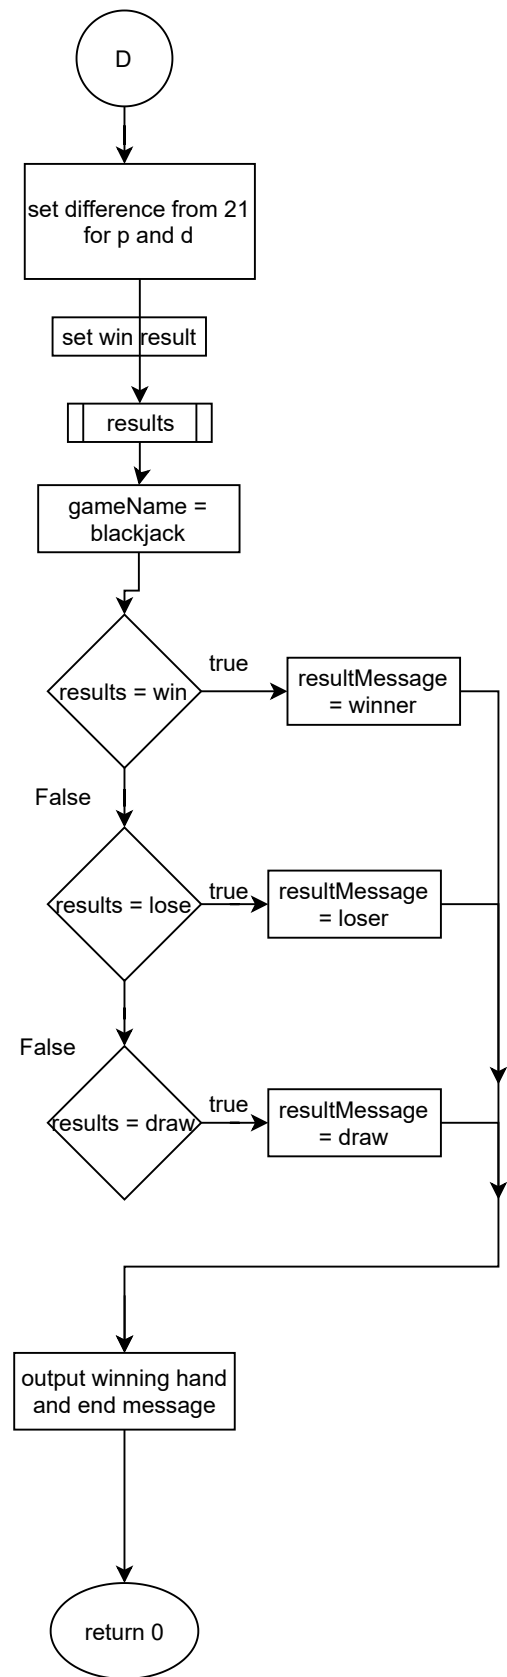 D
set difference from 21
for p and d
set win result
results
gameName =
blackjack
results = win
true
resultMessage
= winner
False
results = lose
true
resultMessage
= loser
False
results = draw
true
resultMessage
= draw
output winning hand
and end message
return 0